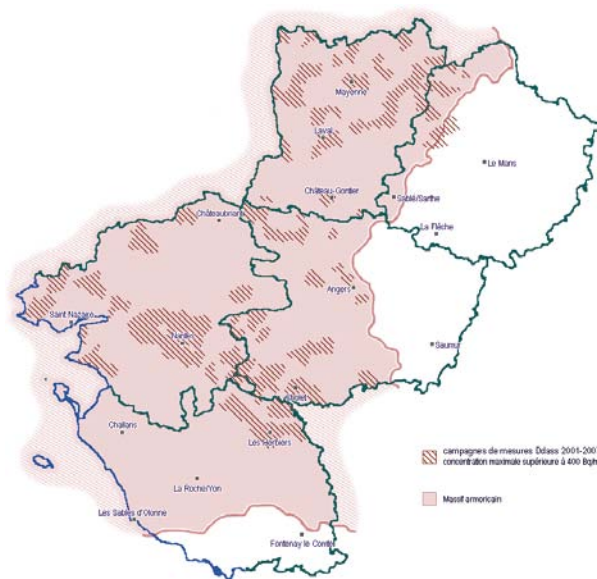 Mayenne
Laval
Le Mans
Château-Gontier
Sablé/Sarthe
Châteaubriant
La Flèche
Angers
Saint Nazaire
Nantes
Saumur
Cholet
Challans
Les Herbiers
campagnes de mesures Ddass 2001-200
concentration maximale supérieure à 400 Bq/m
La Roche/Yon
Massif armoricain
Les Sables d'Olonne
Fontenay le Comte